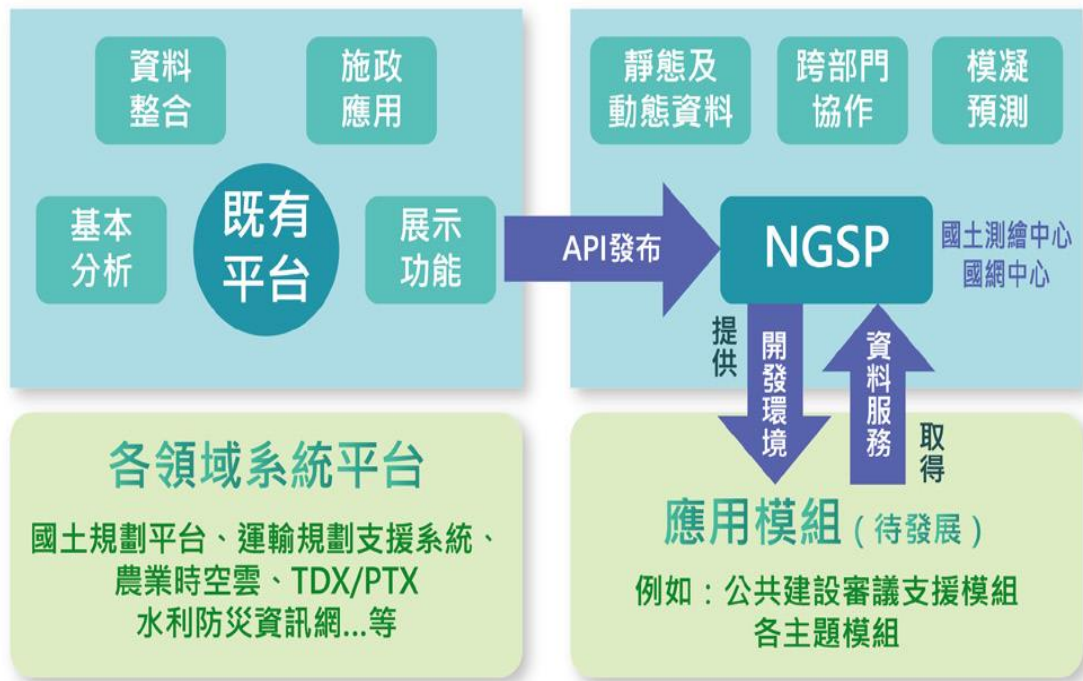 資料
整合
施政
應用
基本
分析
既有
平台
展示
功能
API發布
靜態及
動態資料
跨部門
協作
模凝
預測
NGSP
國土測繪中心
國網中心
提供
開發環境
資料服務
取得
各領域系統平台
國土規劃平台、運輸規劃支援系統、
農業時空雲、TDX/PTX
水利防災資訊網...等
應用模組(待發展)
例如:公共建設審議支援模組
各主題模組